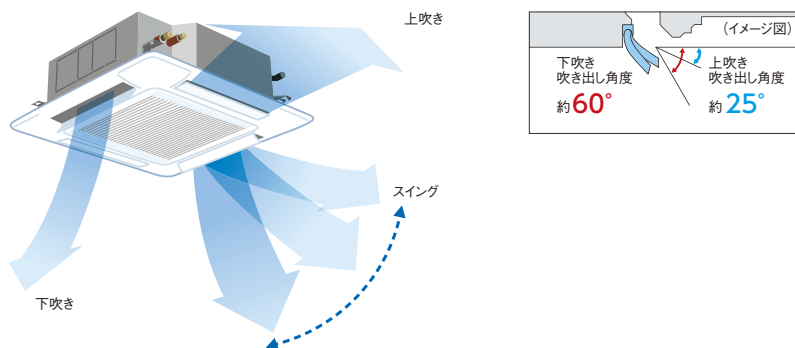 上吹き
スイング
下吹き
(イメージ図)
下吹き
吹き出し角度
約60°
上吹き
吹き出し角度
約25°